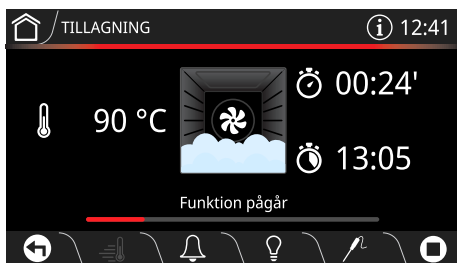 TILLAGNING
i 12:41
00:24'
90 °C
13:05
Funktion pågår